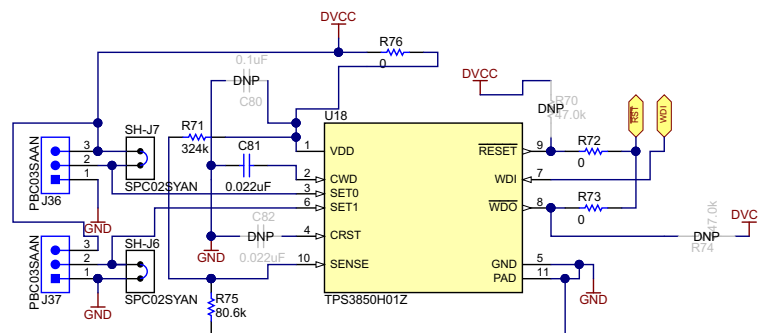 DVCC
R76
0
0.1uF
DNP
C80
DVCC
R70
DNP
47.0k
RST
WDI
U18
R71
324k
C81
0.022uF
1
VDD
2
CWD
3
SET0
6
SET1
4
CRST
10
SENSE
RESET
9
WDI
7
WDO
8
GND
5
PAD
11
TPS3850H01Z
R72
0
R73
0
47.0k
DNP
R74
DVC
GND
PBC03SAAN
J36
3
2
1
SH-J7
SPC02SYAN
GND
C82
DNP
0.022uF
GND
PBC03SAAN
J37
3
2
1
SH-J6
SPC02SYAN
GND
R75
80.6k